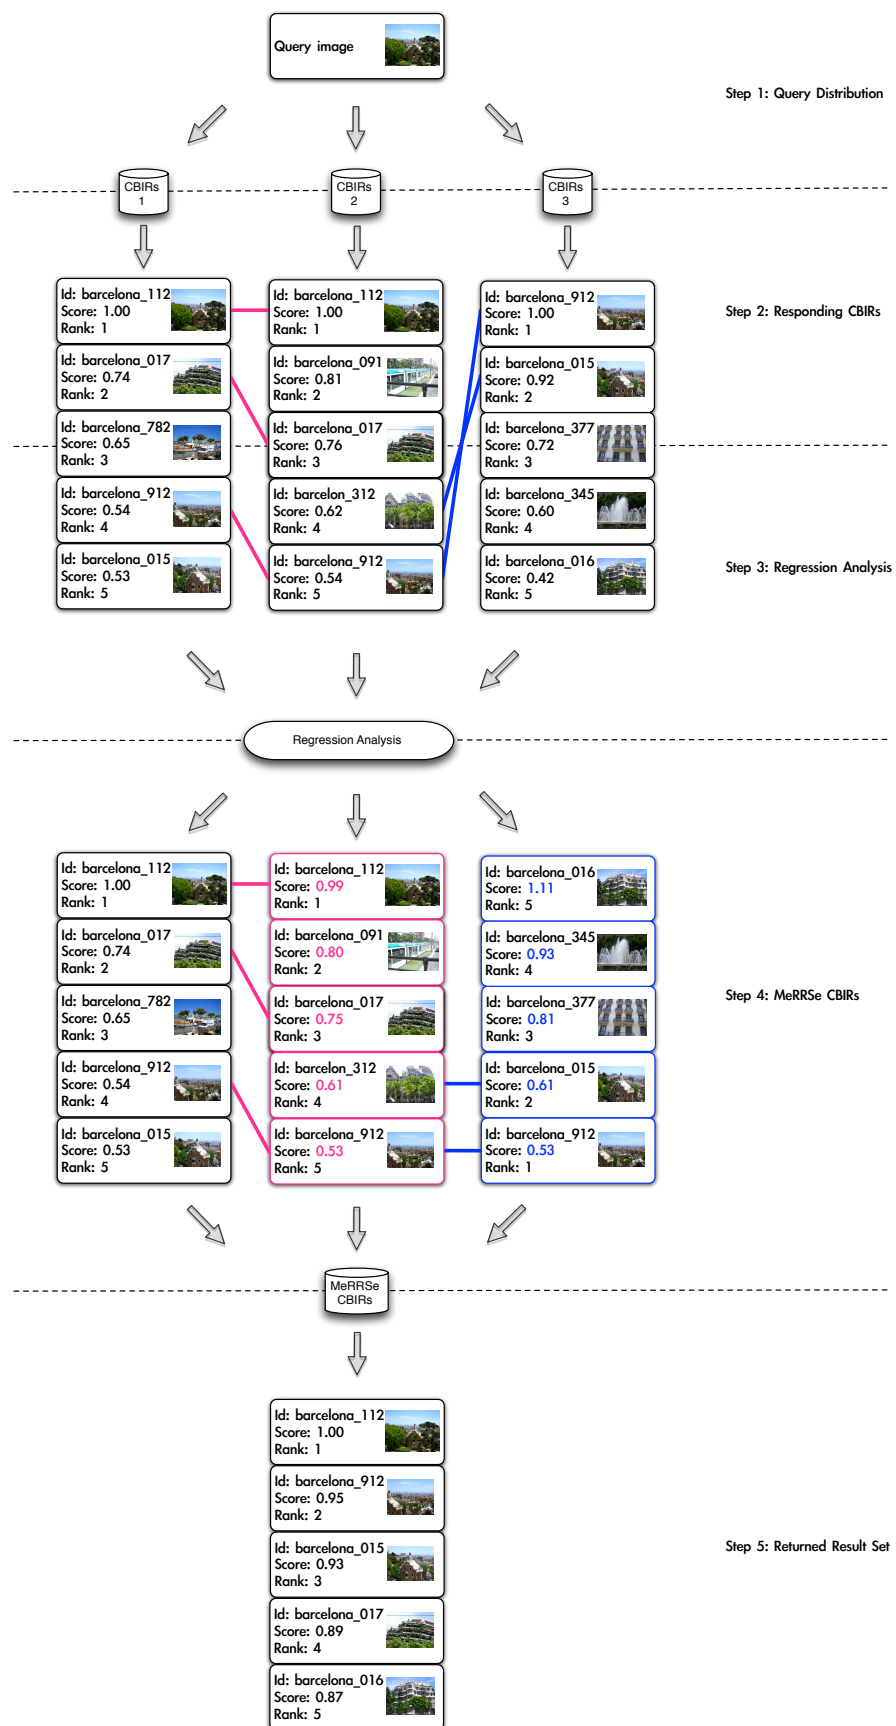 Query image
Step 1: Query Distribution
CBIRs
1
CBIRs
2
CBIRs
3
Id: barcelona_112
Score: 1.00
Rank: 1
Id: barcelona_017
Score: 0.74
Rank: 2
Id: barcelona_782
Score: 0.65
Rank: 3
Id: barcelona_912
Score: 0.54
Rank: 4
Id: barcelona_015
Score: 0.53
Rank: 5
Id: barcelona_112
Score: 1.00
Rank: 1
Id: barcelona_091
Score: 0.81
Rank: 2
Id: barcelona_017
Score: 0.76
Rank: 3
Id: barcelon_312
Score: 0.62
Rank: 4
Id: barcelona_912
Score: 0.54
Rank: 5
Id: barcelona_912
Score: 1.00
Rank: 1
Id: barcelona_015
Score: 0.92
Rank: 2
Id: barcelona_377
Score: 0.72
Rank: 3
Id: barcelona_345
Score: 0.60
Rank: 4
Id: barcelona_016
Score: 0.42
Rank: 5
Step 2: Responding CBIRs
Step 3: Regression Analysis
Regression Analysis
Id: barcelona_112
Score: 1.00
Rank: 1
Id: barcelona_017
Score: 0.74
Rank: 2
Id: barcelona_782
Score: 0.65
Rank: 3
Id: barcelona_912
Score: 0.54
Rank: 4
Id: barcelona_015
Score: 0.53
Rank: 5
Id: barcelona_112
Score: 0.99
Rank: 1
Id: barcelona_091
Score: 0.80
Rank: 2
Id: barcelona_017
Score: 0.75
Rank: 3
Id: barcelon_312
Score: 0.61
Rank: 4
Id: barcelona_912
Score: 0.53
Rank: 5
Id: barcelona_016
Score: 1.11
Rank: 5
Id: barcelona_345
Score: 0.93
Rank: 4
Id: barcelona_377
Score: 0.81
Rank: 3
Id: barcelona_015
Score: 0.61
Rank: 2
Id: barcelona_912
Score: 0.53
Rank: 1
Step 4: MeRRSe CBIRs
MeRRSe
CBIRs
Id: barcelona_112
Score: 1.00
Rank: 1
Id: barcelona_912
Score: 0.95
Rank: 2
Id: barcelona_015
Score: 0.93
Rank: 3
Id: barcelona_017
Score: 0.89
Rank: 4
Id: barcelona_016
Score: 0.87
Rank: 5
Step 5: Returned Result Set